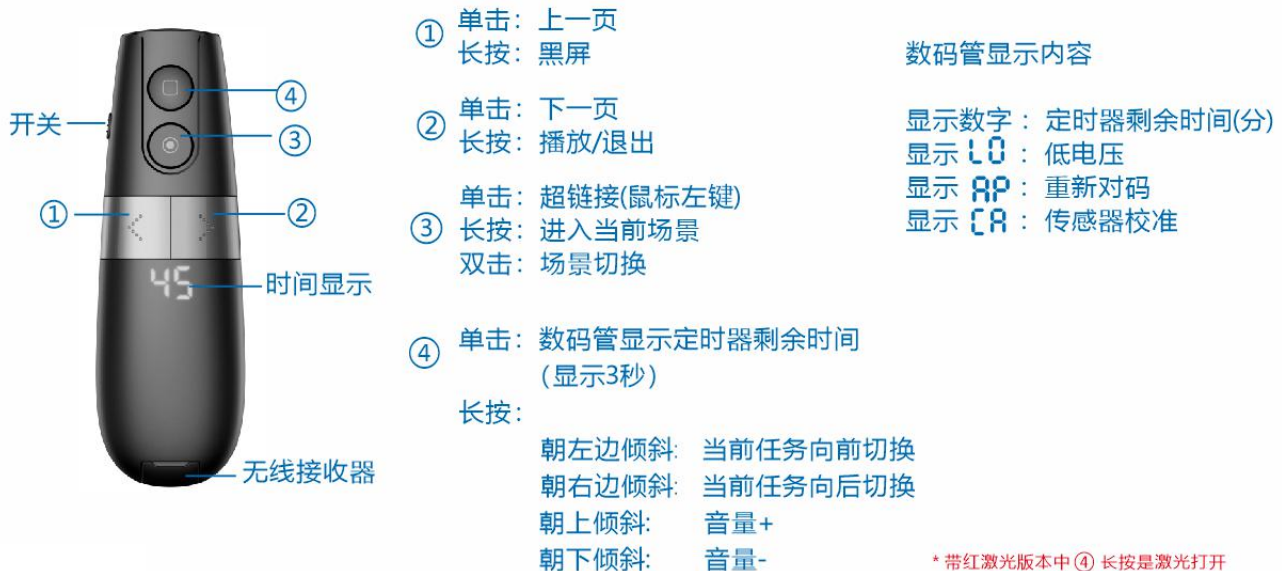 开关
④
③
①
②
45
时间显示
无线接收器
① 单击：上一页
长按：黑屏
② 单击：下一页
长按：播放/退出
③ 单击：超链接(鼠标左键)
长按：进入当前场景
双击：场景切换
④ 单击：数码管显示定时器剩余时间
（显示3秒）
长按：
朝左边倾斜: 当前任务向前切换
朝右边倾斜: 当前任务向后切换
朝上倾斜: 音量+
朝下倾斜: 音量-
数码管显示内容
显示数字：定时器剩余时间(分)
显示 LO：低电压
显示 AP：重新对码
显示 CA：传感器校准
* 带红激光版本中④ 长按是激光打开